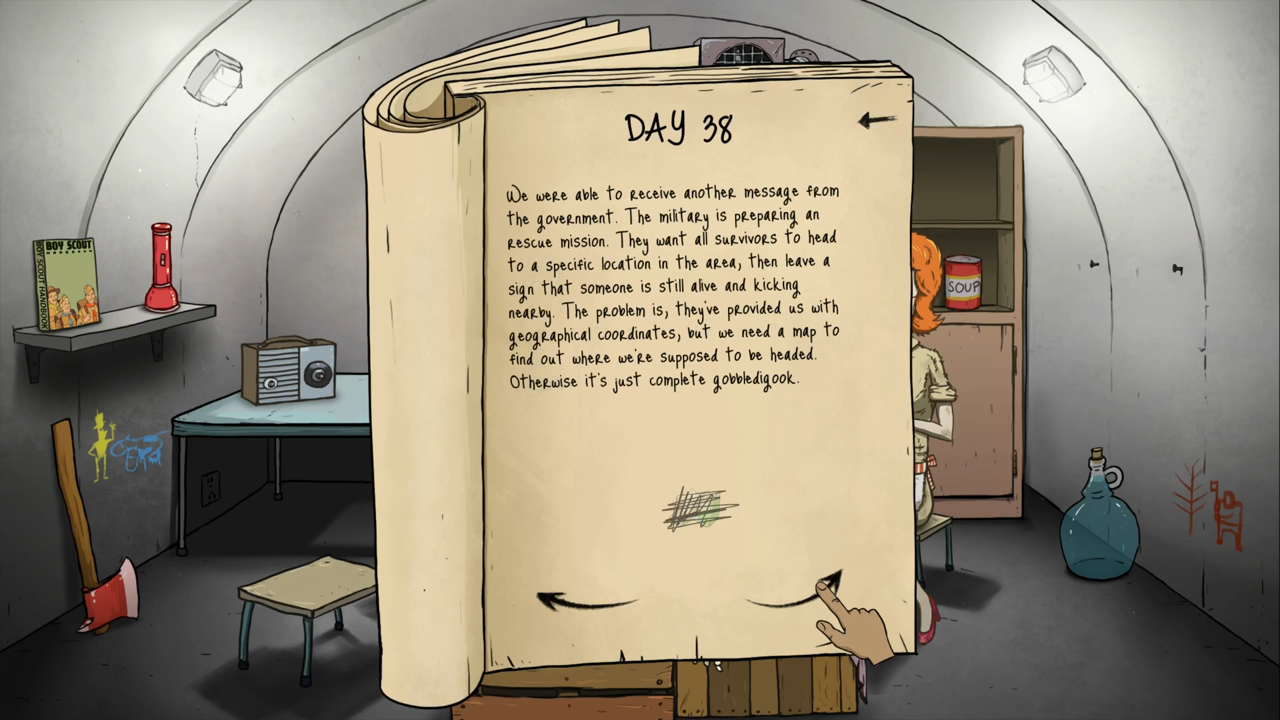 DAY 38
We were able to receive another message from
the government. The military is preparing an
rescue mission. They want all survivors to head
to a specific location in the area, then leave a
sign that someone is still alive and kicking
nearby. The problem is, they've provided us with
geographical coordinates, but we need a map to
find out where we're supposed to be headed.
Otherwise it's just complete gobbledigook.
BOY SCOUT
BOY SCOUT HANDBOOK
SOUP